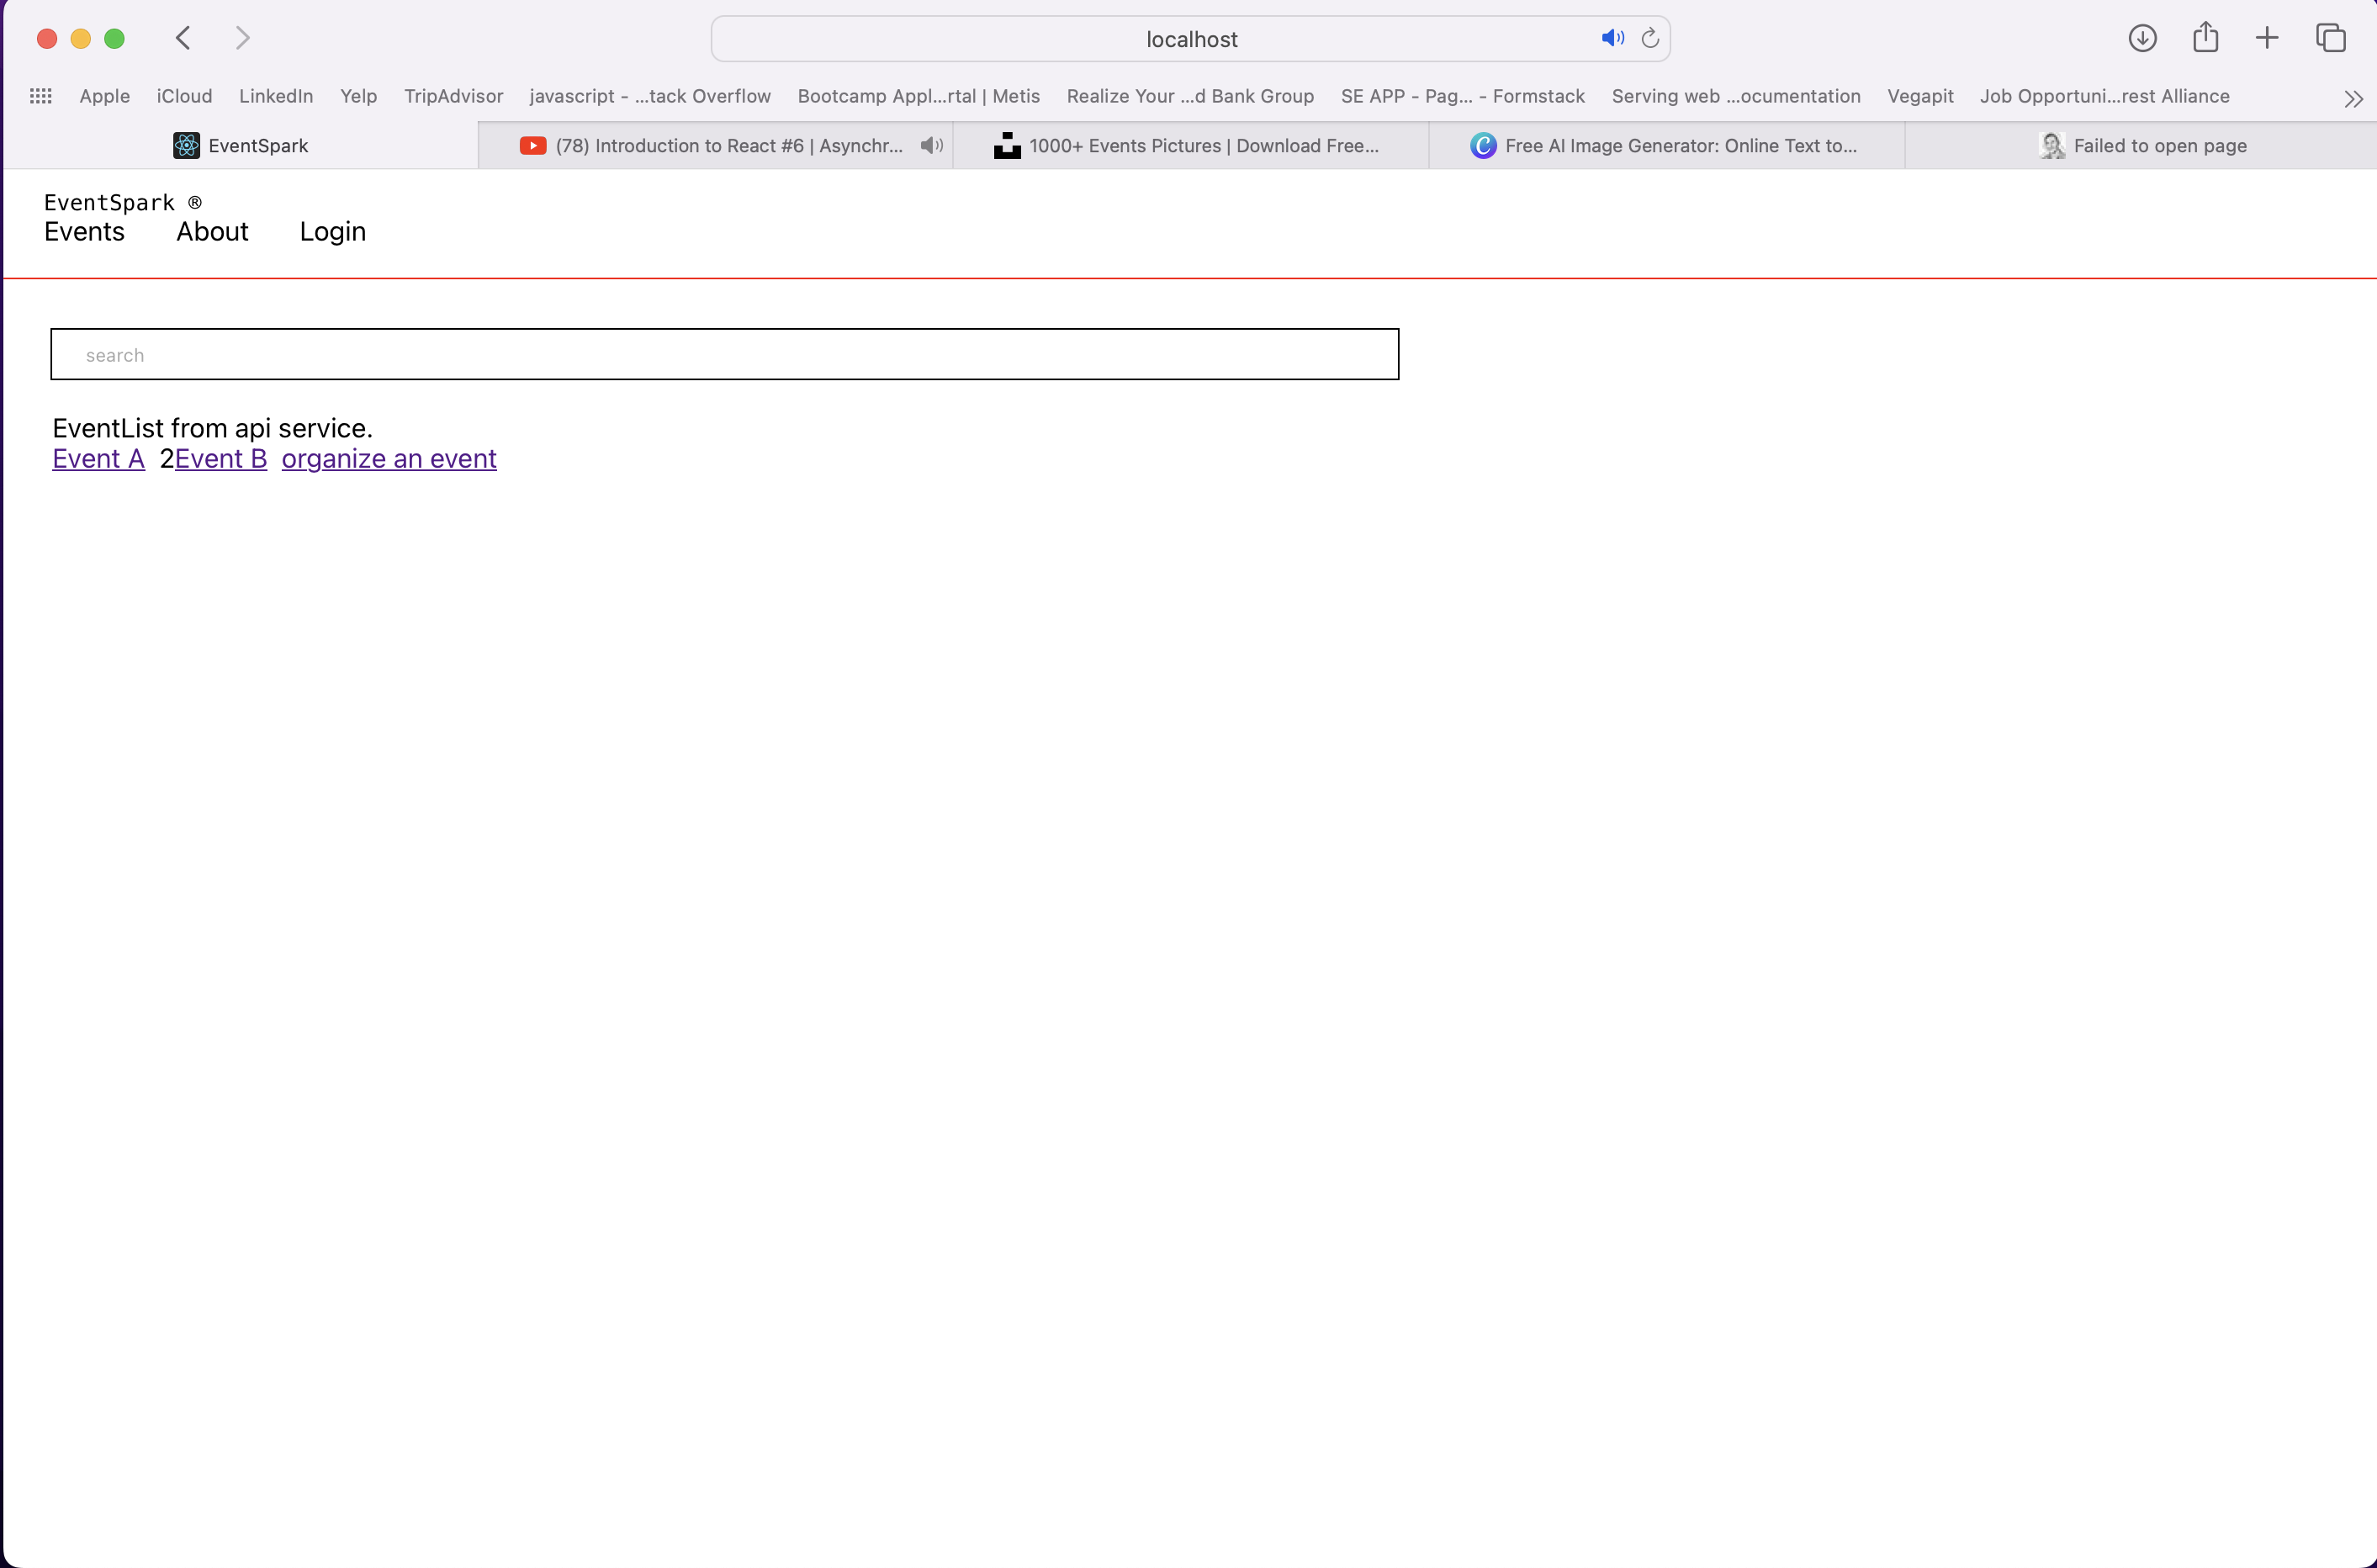 localhost
Apple iCloud LinkedIn Yelp TripAdvisor javascript - ...tack Overflow Bootcamp Appl...rtal | Metis Realize Your ...d Bank Group SE APP - Pag... - Formstack Serving web ...ocumentation Vegapit Job Opportuni...rest Alliance
EventSpark (78) Introduction to React #6 | Asynchr... 1000+ Events Pictures | Download Free... Free AI Image Generator: Online Text to... Failed to open page
EventSpark ®
Events About Login
search
EventList from api service.
Event A 2Event B organize an event